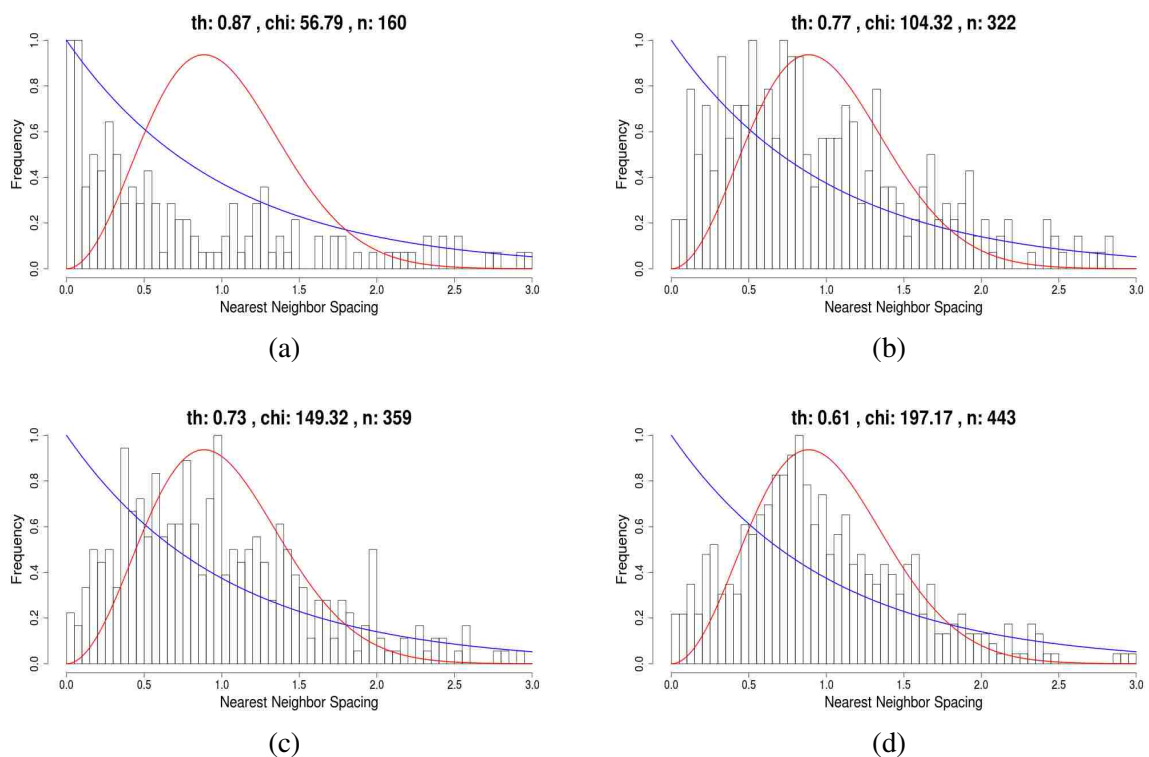 th: 0.87 , chi: 56.79 , n: 160
Frequency
0.0 0.2 0.4 0.6 0.8 1.0
0.0 0.5 1.0 1.5 2.0 2.5 3.0
Nearest Neighbor Spacing
(a)
th: 0.77 , chi: 104.32 , n: 322
Frequency
0.0 0.2 0.4 0.6 0.8 1.0
0.0 0.5 1.0 1.5 2.0 2.5 3.0
Nearest Neighbor Spacing
(b)
th: 0.73 , chi: 149.32 , n: 359
Frequency
0.0 0.2 0.4 0.6 0.8 1.0
0.0 0.5 1.0 1.5 2.0 2.5 3.0
Nearest Neighbor Spacing
(c)
th: 0.61 , chi: 197.17 , n: 443
Frequency
0.0 0.2 0.4 0.6 0.8 1.0
0.0 0.5 1.0 1.5 2.0 2.5 3.0
Nearest Neighbor Spacing
(d)